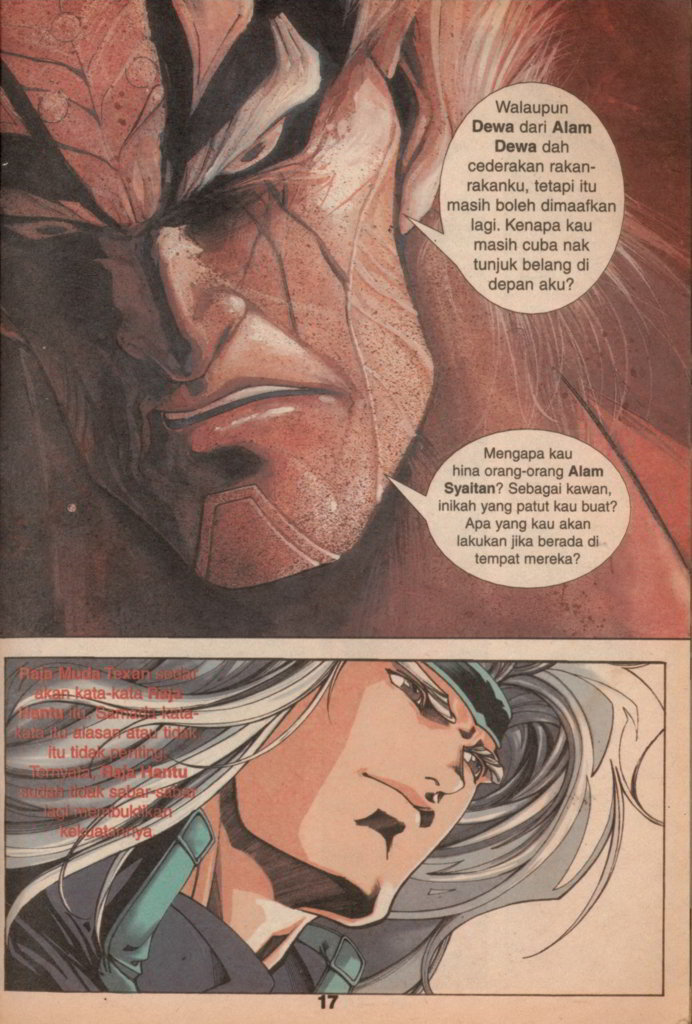 Walaupun
Dewa dari Alam
Dewa dah
cederakan rakan-
rakanku, tetapi itu
masih boleh dimaafkan
lagi. Kenapa kau
masih cuba nak
tunjuk belang di
depan aku?
Mengapa kau
hina orang-orang Alam
Syaitan? Sebagai kawan,
inikah yang patut kau buat?
Apa yang kau akan
lakukan jika berada di
tempat mereka?
Raja Muda Texan sedar
akan kata-kata Raja
Hantu itu. Samada kata-
kata itu alasan atau tidak
itu tidak penting.
Ternyata, Raja Hantu
sudah tidak sabar-sabar
lagi membuktikan
kekuatannya
17